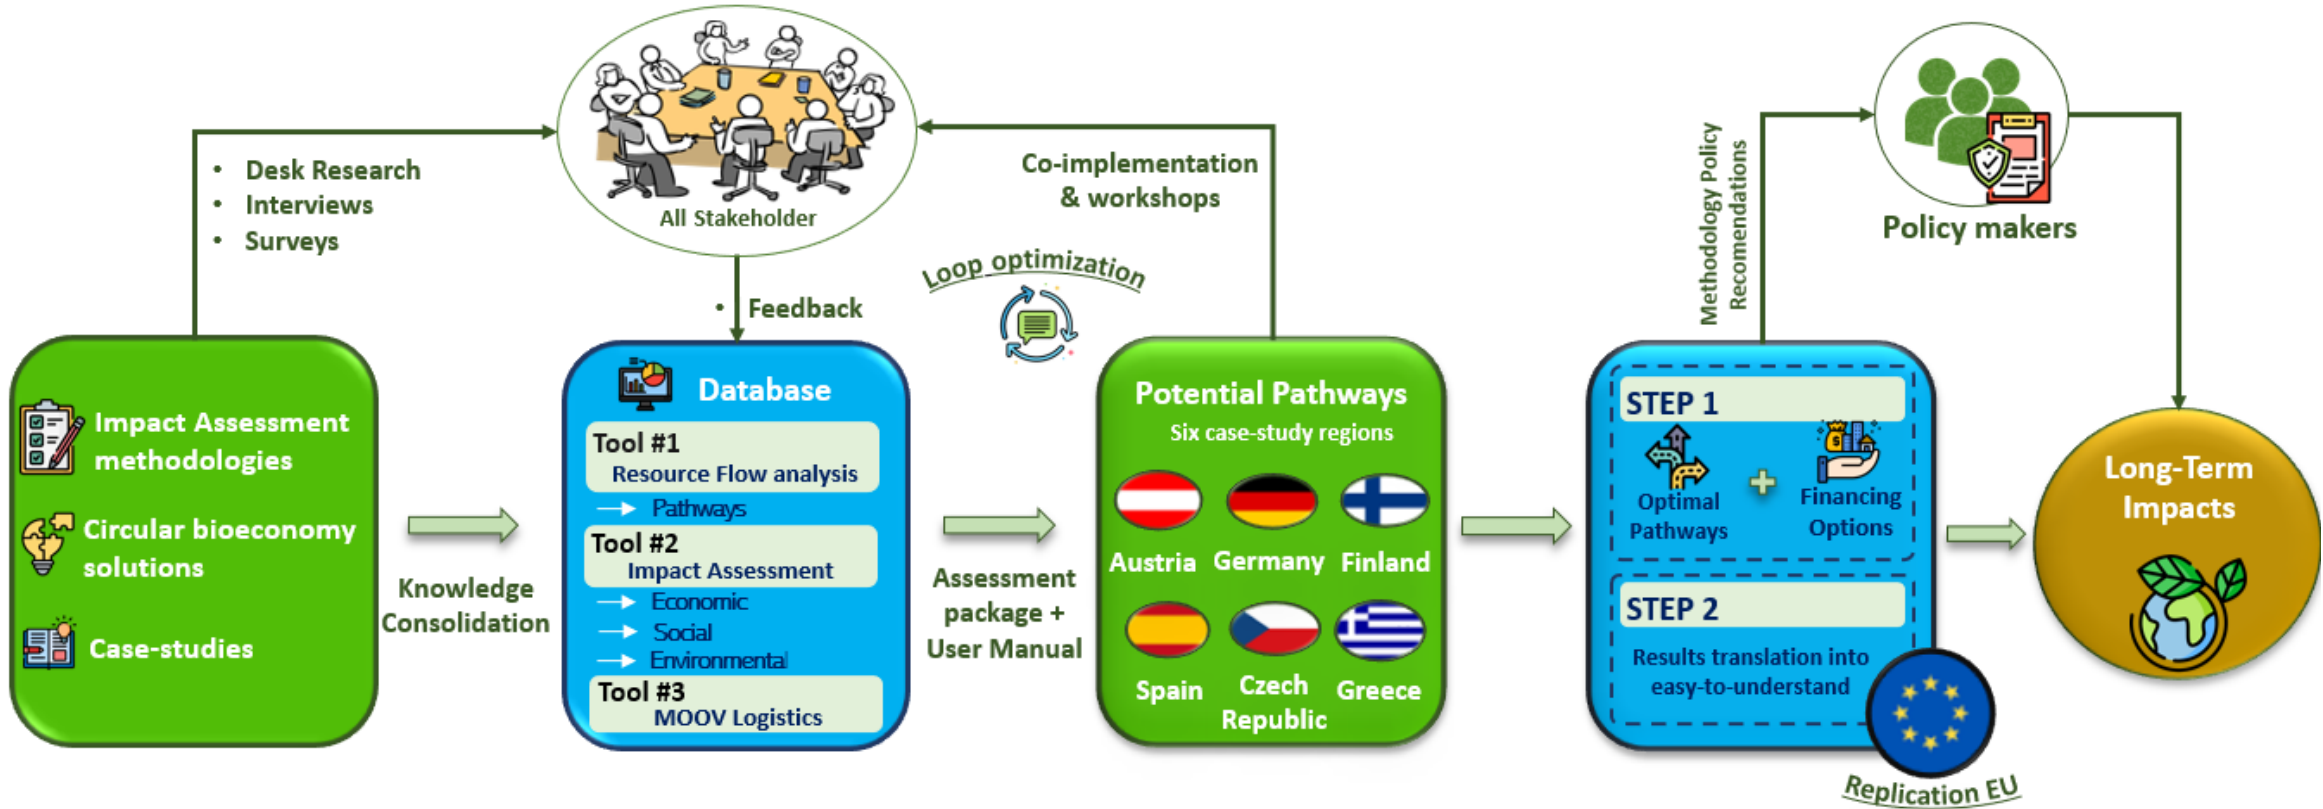 All Stakeholder
• Desk Research
• Interviews
• Surveys
Co-implementation
& workshops
Loop optimization
• Feedback
Methodology Policy
Recomendations
Policy makers
Impact Assessment
methodologies
Circular bioeconomy
solutions
Case-studies
Knowledge
Consolidation
Database
Tool #1
Resource Flow analysis
Pathways
Tool #2
Impact Assessment
Economic
Social
Environmental
Tool #3
MOOV Logistics
Assessment
package +
User Manual
Potential Pathways
Six case-study regions
Austria Germany Finland
Spain Czech Republic Greece
STEP 1
Optimal
Pathways
+
Financing
Options
STEP 2
Results translation into
easy-to-understand
Replication EU
Long-Term
Impacts